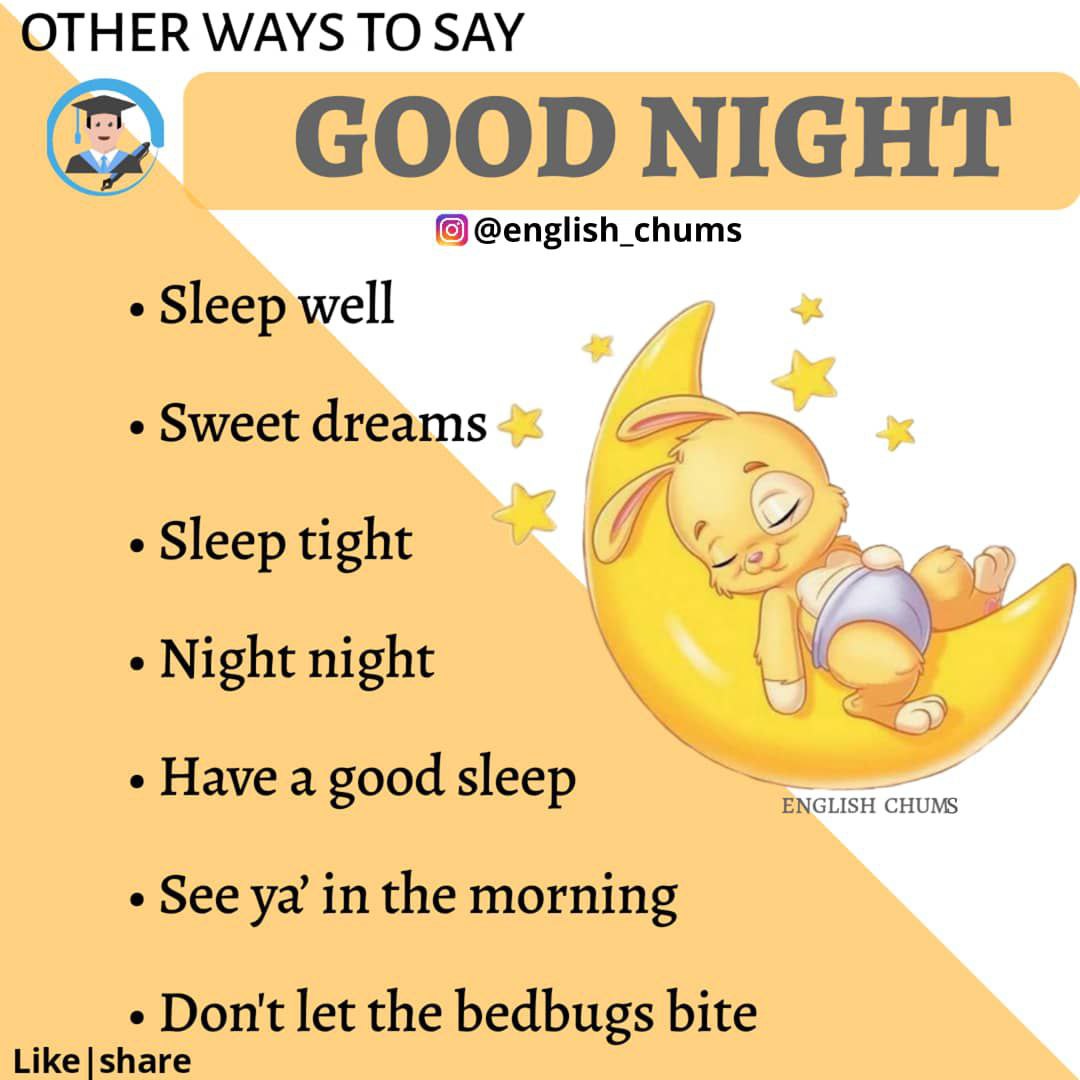 OTHER WAYS TO SAY
GOOD NIGHT
@english_chums
• Sleep well
• Sweet dreams
• Sleep tight
• Night night
• Have a good sleep
ENGLISH CHUMS
• See ya’ in the morning
• Don't let the bedbugs bite
Like|share